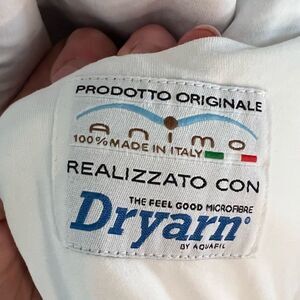 PRODOTTO ORIGINALE
Animo
100% MADE IN ITALY
REALIZZATO CON
THE FEEL GOOD MICROFIBRE
Dryarn®
BY AQUAFIL